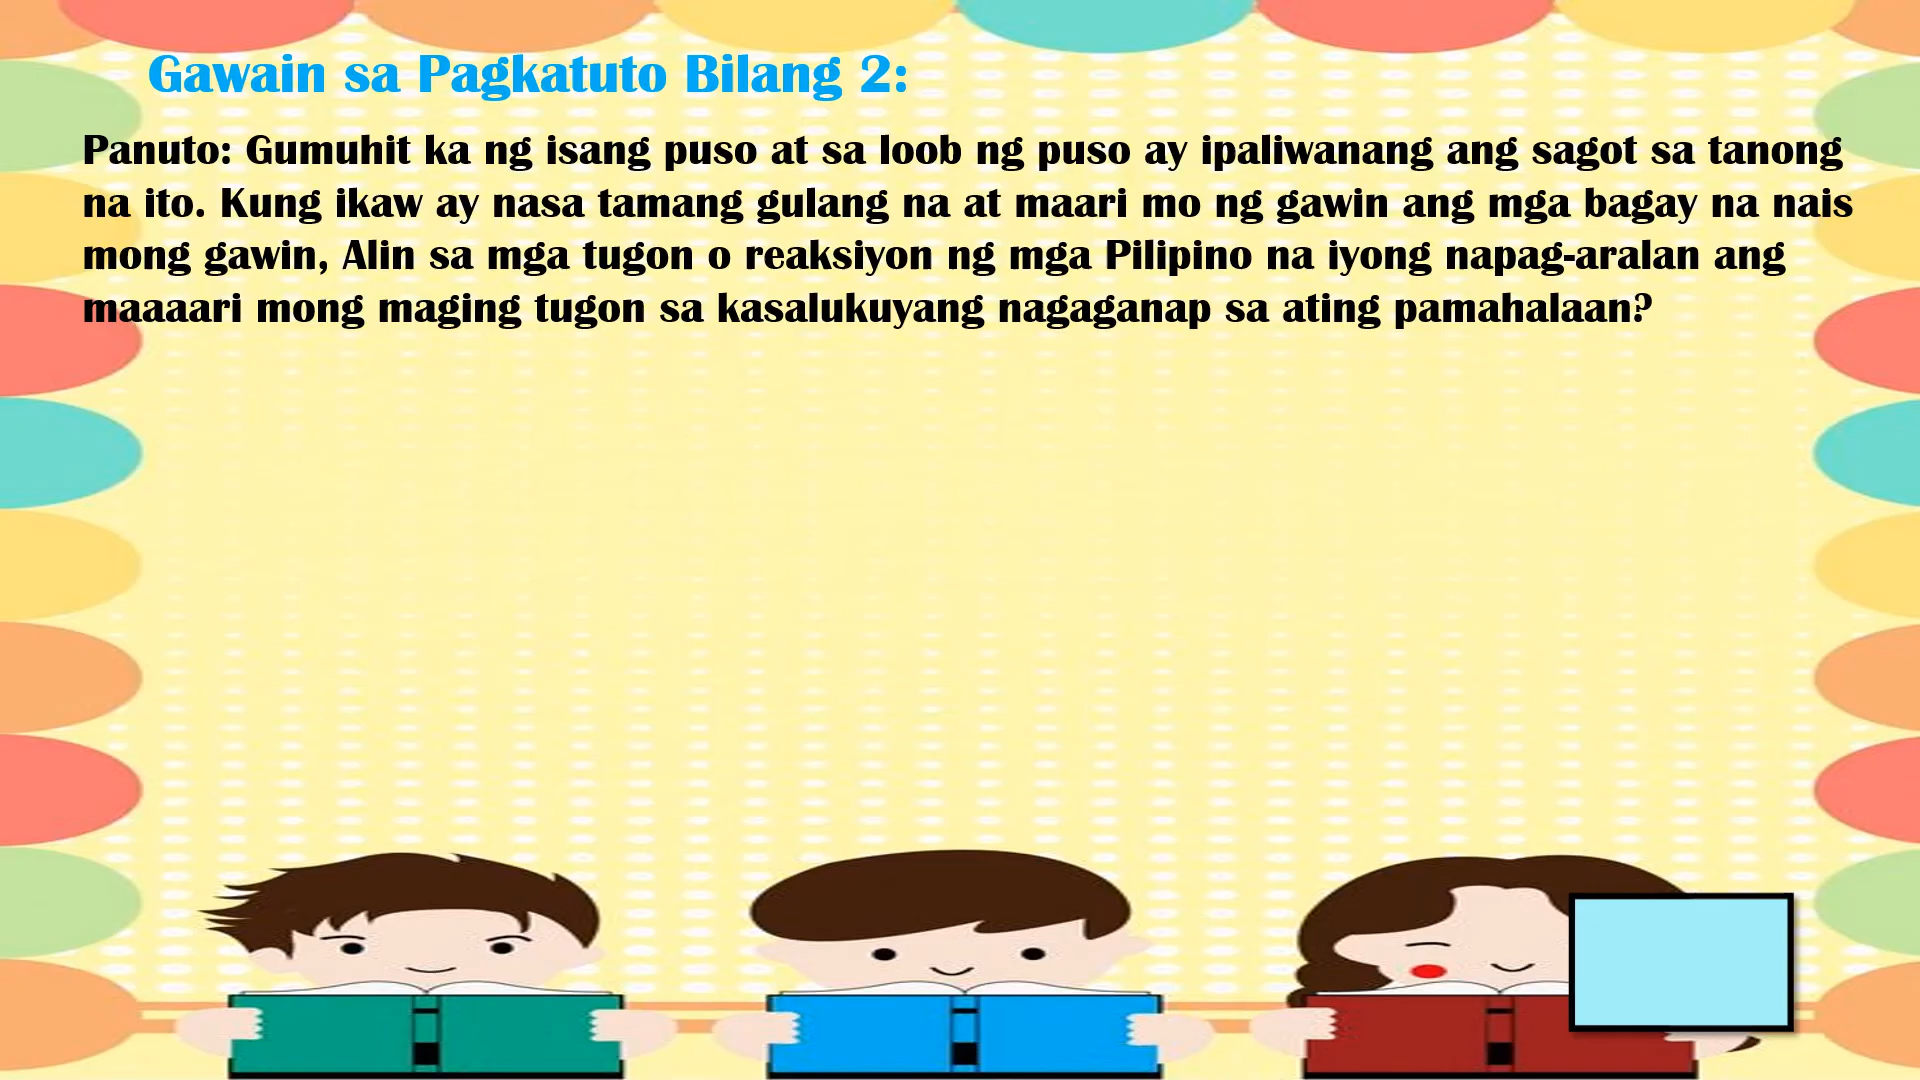 Gawain sa Pagkatuto Bilang 2:
Panuto: Gumuhit ka ng isang puso at sa loob ng puso ay ipaliwanang ang sagot sa tanong
na ito. Kung ikaw ay nasa tamang gulang na at maari mo ng gawin ang mga bagay na nais
mong gawin, Alin sa mga tugon o reaksiyon ng mga Pilipino na iyong napag-aralan ang
maaaari mong maging tugon sa kasalukuyang nagaganap sa ating pamahalaan?